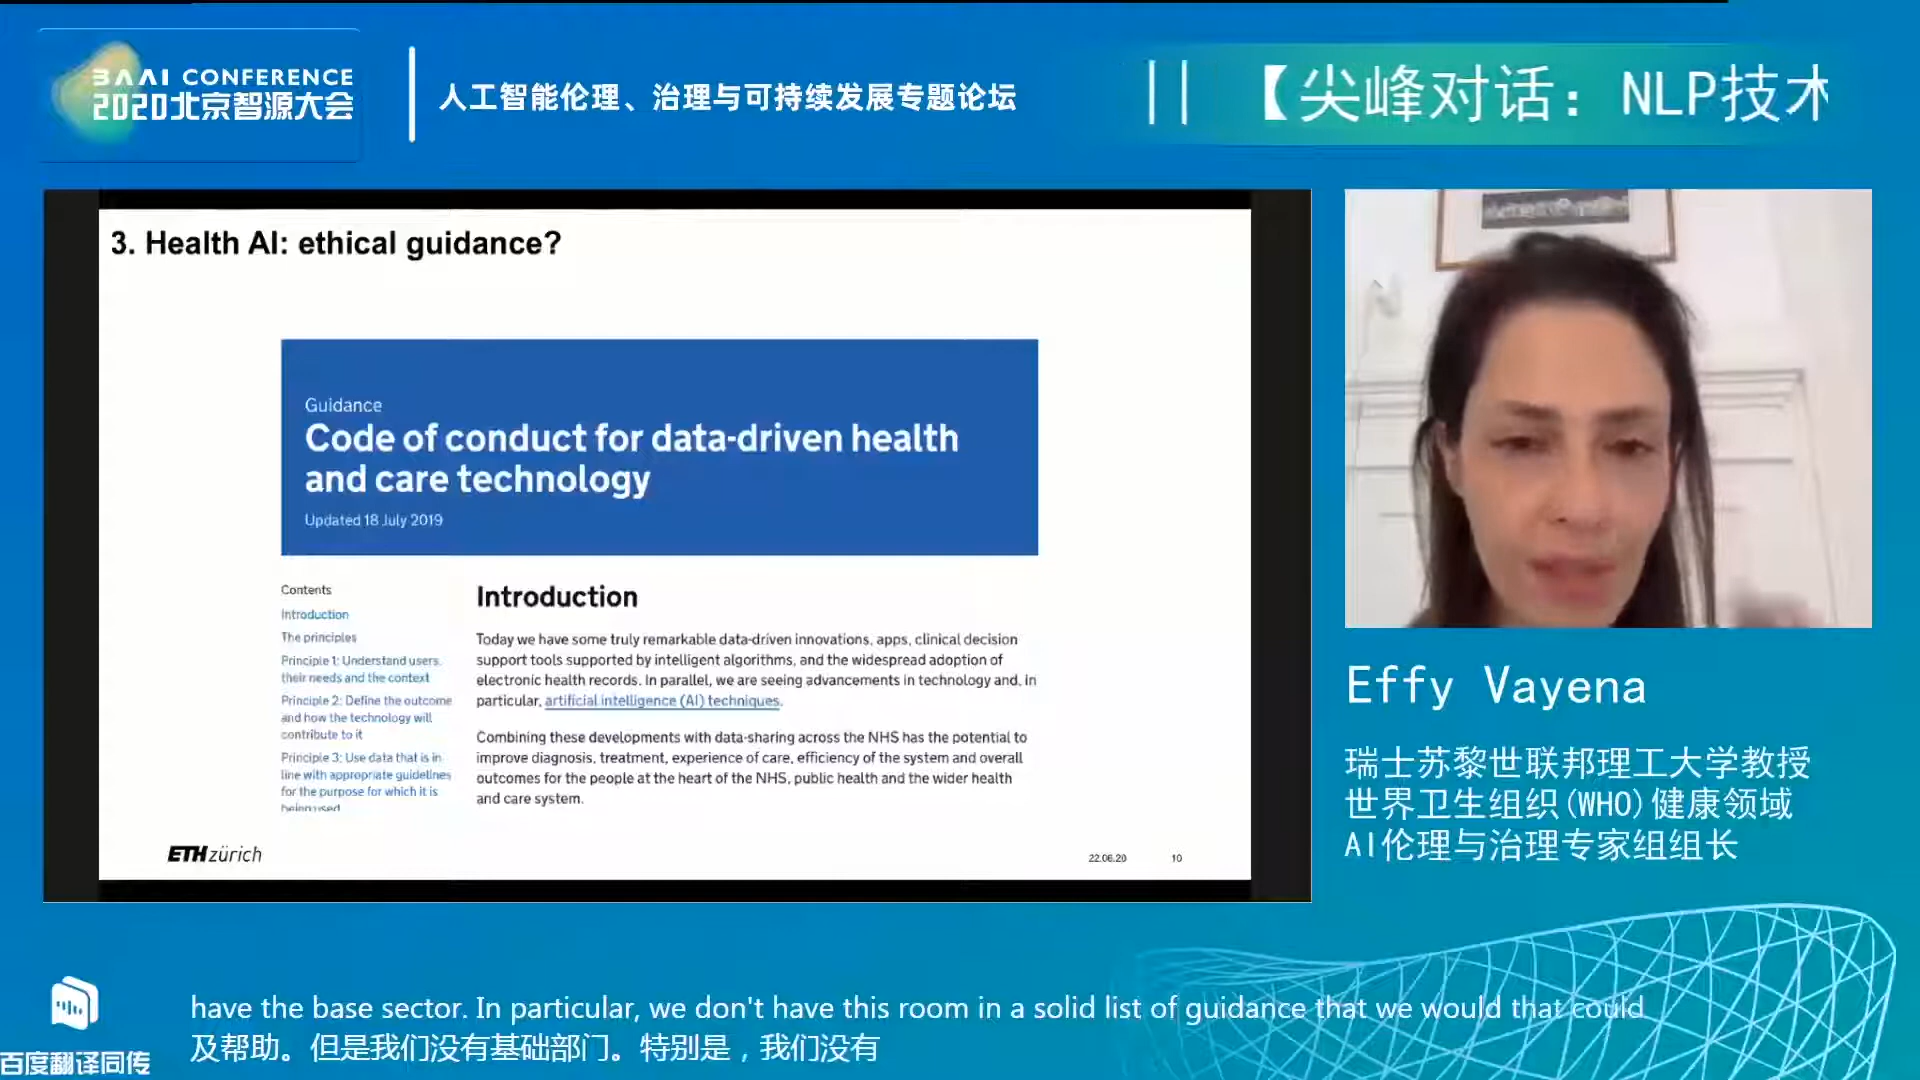 BAAI CONFERENCE
2020北京智源大会
人工智能伦理、治理与可持续发展专题论坛
|| 【尖峰对话：NLP技术
3. Health AI: ethical guidance?
Guidance
Code of conduct for data-driven health
and care technology
Updated 18 July 2019
Contents
Introduction
The principles
Principle 1: Understand users,
their needs and the context
Principle 2: Define the outcome
and how the technology will
contribute to it
Principle 3: Use data that is in
line with appropriate guidelines
for the purpose for which it is
being used
Introduction
Today we have some truly remarkable data-driven innovations, apps, clinical decision
support tools supported by intelligent algorithms, and the widespread adoption of
electronic health records. In parallel, we are seeing advancements in technology and, in
particular, artificial intelligence (AI) techniques.
Combining these developments with data-sharing across the NHS has the potential to
improve diagnosis, treatment, experience of care, efficiency of the system and overall
outcomes for the people at the heart of the NHS, public health and the wider health
and care system.
ETH zürich
22.06.20
10
Effy Vayena
瑞士苏黎世联邦理工大学教授
世界卫生组织(WHO)健康领域
AI伦理与治理专家组组长
have the base sector. In particular, we don't have this room in a solid list of guidance that we would that could
及帮助。但是我们没有基础部门。特别是，我们没有
百度翻译同传